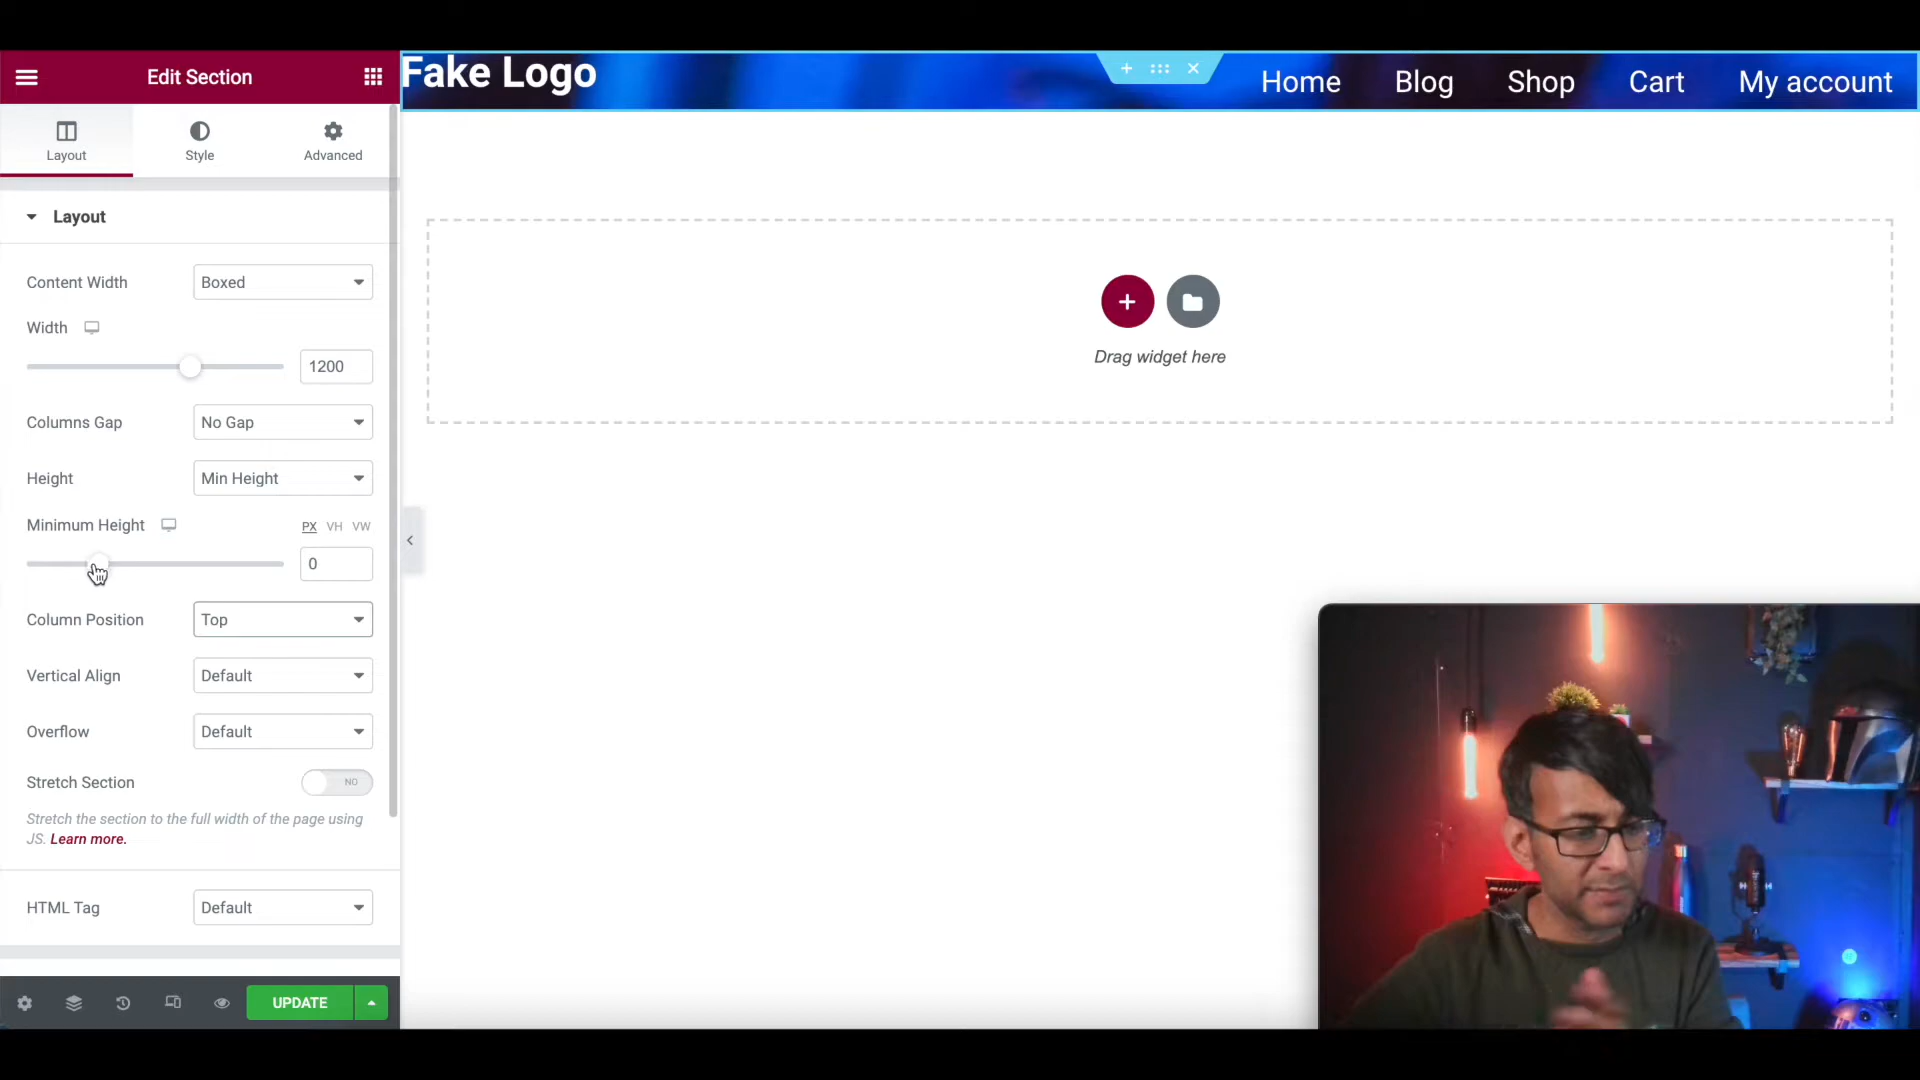 Edit Section
Fake Logo
Home
Blog
Shop
Cart
My account
Layout
Style
Advanced
Layout
Content Width
Boxed
Width
1200
Columns Gap
No Gap
Height
Min Height
Minimum Height
PX VH VW
0
Column Position
Top
Vertical Align
Default
Overflow
Default
Stretch Section
NO
Stretch the section to the full width of the page using
JS. Learn more.
HTML Tag
Default
UPDATE
Drag widget here